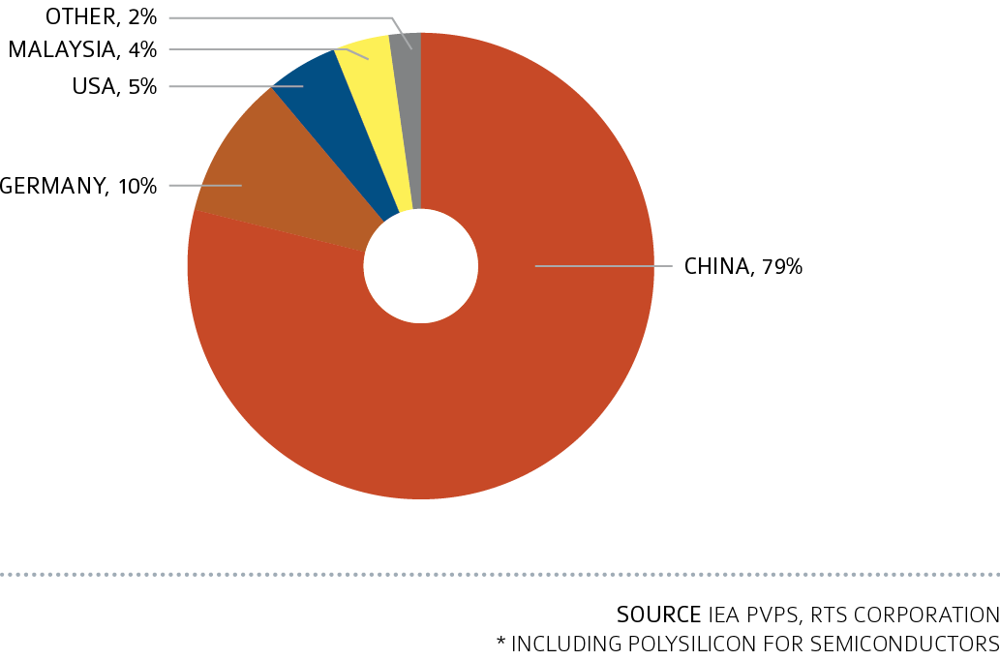 OTHER, 2%
MALAYSIA, 4%
USA, 5%
GERMANY, 10%
CHINA, 79%
SOURCE IEA PVPS, RTS CORPORATION
* INCLUDING POLYSILICON FOR SEMICONDUCTORS